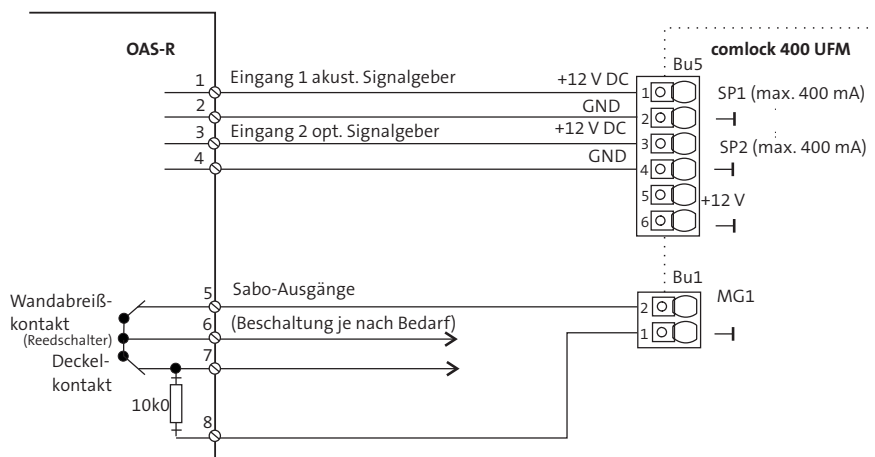 OAS-R
comlock 400 UFM
Bu5
1 Eingang 1 akust. Signalgeber +12 V DC 1 SP1 (max. 400 mA)
2 GND 2
3 Eingang 2 opt. Signalgeber +12 V DC 3 SP2 (max. 400 mA)
4 GND 4
5 +12 V
6
Bu1
5 Sabo-Ausgänge 2 MG1
6 (Beschaltung je nach Bedarf) 1
7
8
Wandabreiß-
kontakt
(Reedschalter)
Deckel-
kontakt
10k0